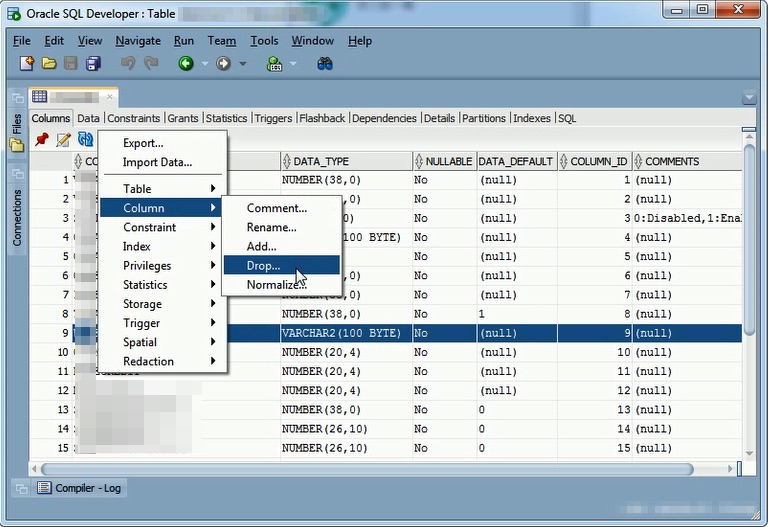 Oracle SQL Developer : Table
File Edit View Navigate Run Team Tools Window Help
Columns Data Constraints Grants Statistics Triggers Flashback Dependencies Details Partitions Indexes SQL
Files
Connections
Export...
Import Data...
Table
Column
Constraint
Index
Privileges
Statistics
Storage
Trigger
Spatial
Redaction
Comment...
Rename...
Add...
Drop...
Normalize...
CO DATA_TYPE NULLABLE DATA_DEFAULT COLUMN_ID COMMENTS
1 NUMBER(38,0) No (null) 1 (null)
2 No (null) 2 (null)
3 0) No (null) 3 0:Disabled,1:Ena
4 100 BYTE) No (null) 4 (null)
5 No (null) 5 (null)
6 0) No (null) 6 (null)
7 0) No (null) 7 (null)
8 NUMBER(38,0) No 1 8 (null)
9 VARCHAR2(100 BYTE) No (null) 9 (null)
10 NUMBER(20,4) No (null) 10 (null)
11 NUMBER(20,4) No (null) 11 (null)
12 NUMBER(20,4) No (null) 12 (null)
13 NUMBER(38,0) No 0 13 (null)
14 NUMBER(26,10) No 0 14 (null)
15 NUMBER(26,10) No 0 15 (null)
Compiler - Log